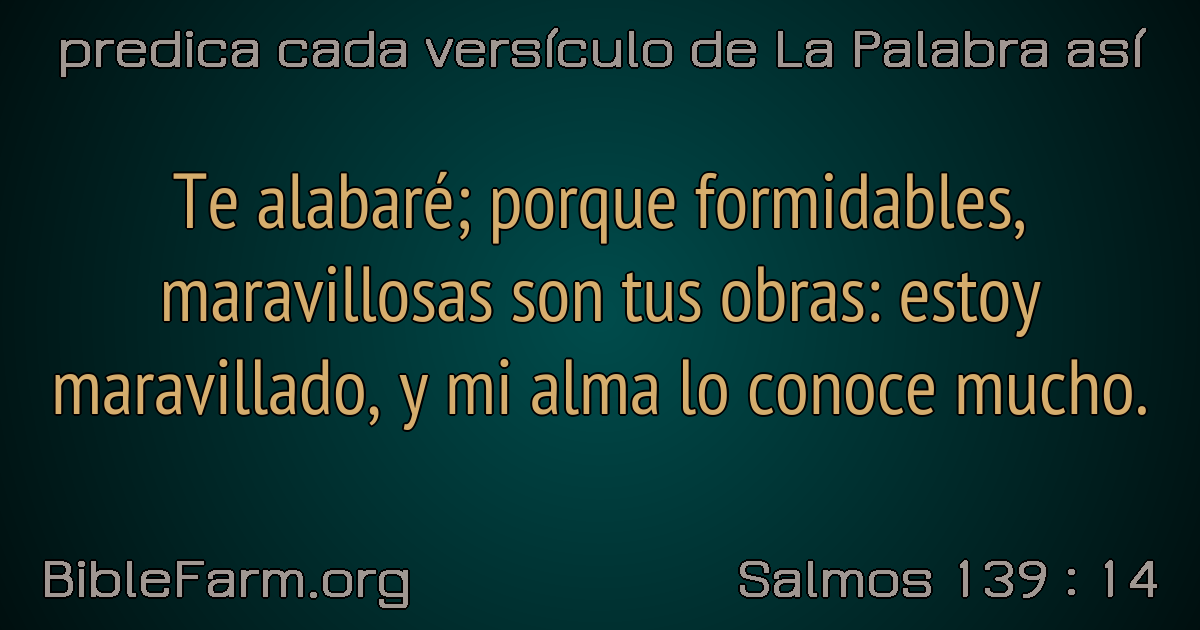 predica cada versículo de La Palabra así
Te alabaré; porque formidables,
maravillosas son tus obras: estoy
maravillado, y mi alma lo conoce mucho.
BibleFarm.org
Salmos 139 : 14